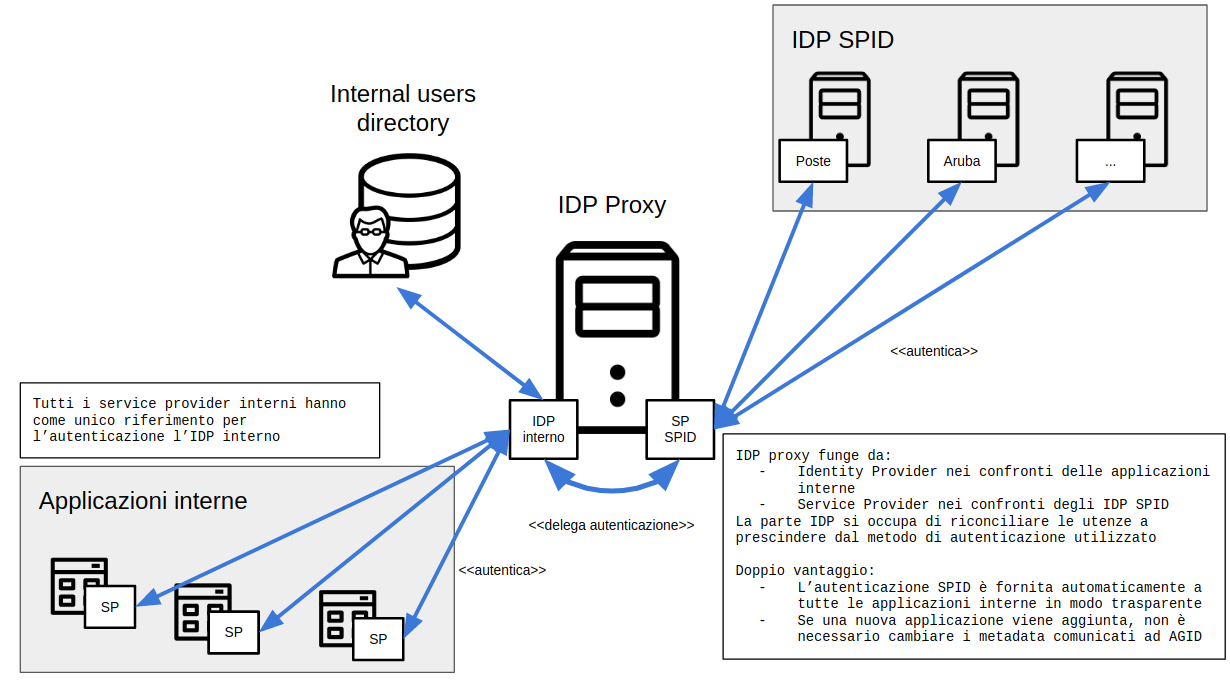 IDP SPID
Poste
Aruba
...
Internal users
directory
IDP Proxy
<<autentica>>
IDP
interno
SP
SPID
<<delega autenticazione>>
<<autentica>>
Tutti i service provider interni hanno
come unico riferimento per
l’autenticazione l’IDP interno
Applicazioni interne
SP
SP
SP
IDP proxy funge da:
- Identity Provider nei confronti delle applicazioni
interne
- Service Provider nei confronti degli IDP SPID
La parte IDP si occupa di riconciliare le utenze a
prescindere dal metodo di autenticazione utilizzato
Doppio vantaggio:
- L’autenticazione SPID è fornita automaticamente a
tutte le applicazioni interne in modo trasparente
- Se una nuova applicazione viene aggiunta, non è
necessario cambiare i metadata comunicati ad AGID